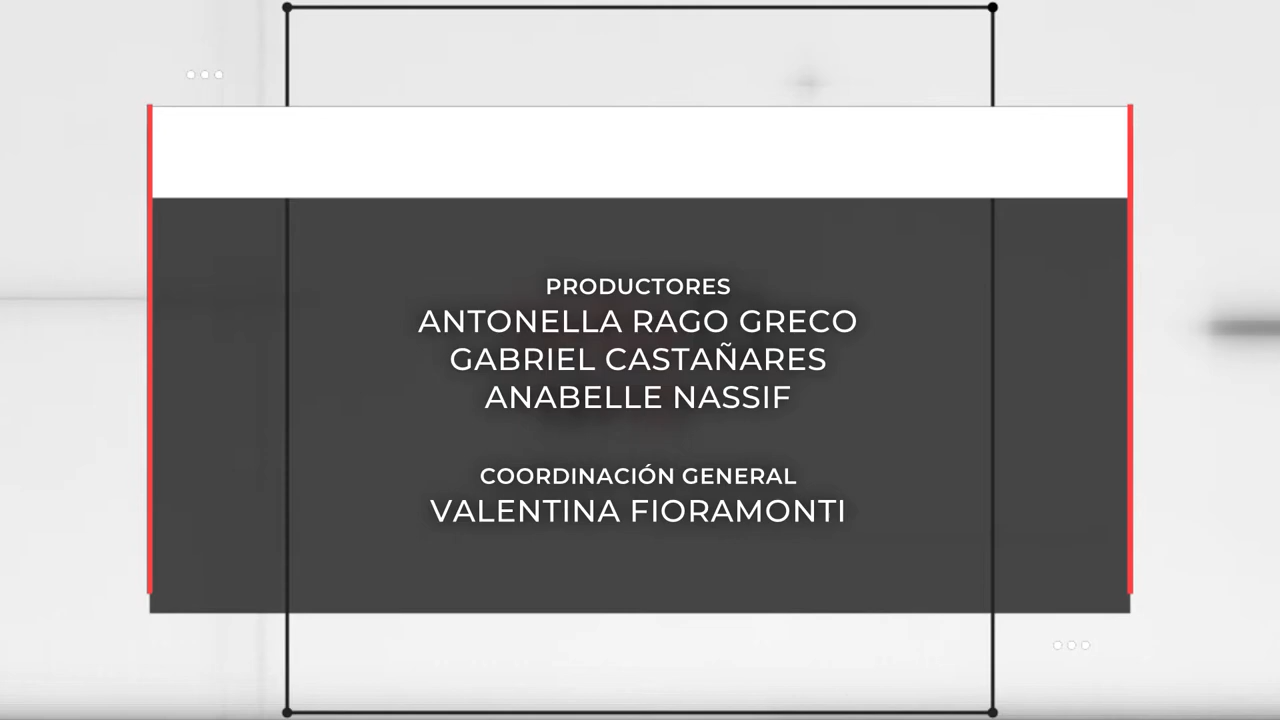 PRODUCTORES
ANTONELLA RAGO GRECO
GABRIEL CASTAÑARES
ANABELLE NASSIF
COORDINACIÓN GENERAL
VALENTINA FIORAMONTI